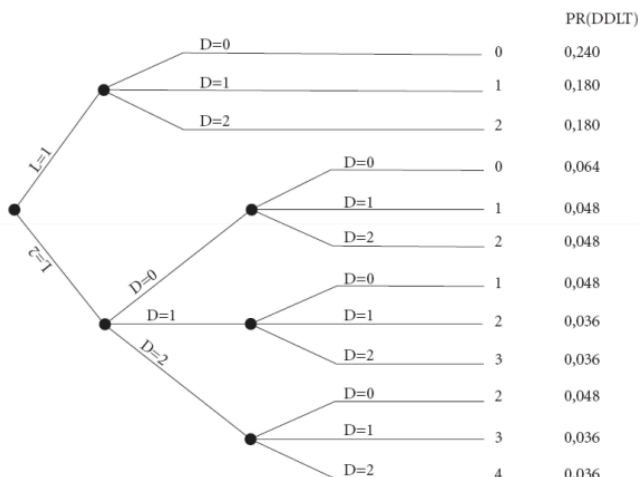 PR(DDLT)
D=0 0 0,240
D=1 1 0,180
D=2 2 0,180
L=1
D=0 0 0,064
D=1 1 0,048
D=2 2 0,048
L=2
D=0
D=0 1 0,048
D=1 D=1 2 0,036
D=2
D=2 3 0,036
D=0 2 0,048
D=1 3 0,036
D=2 4 0,036